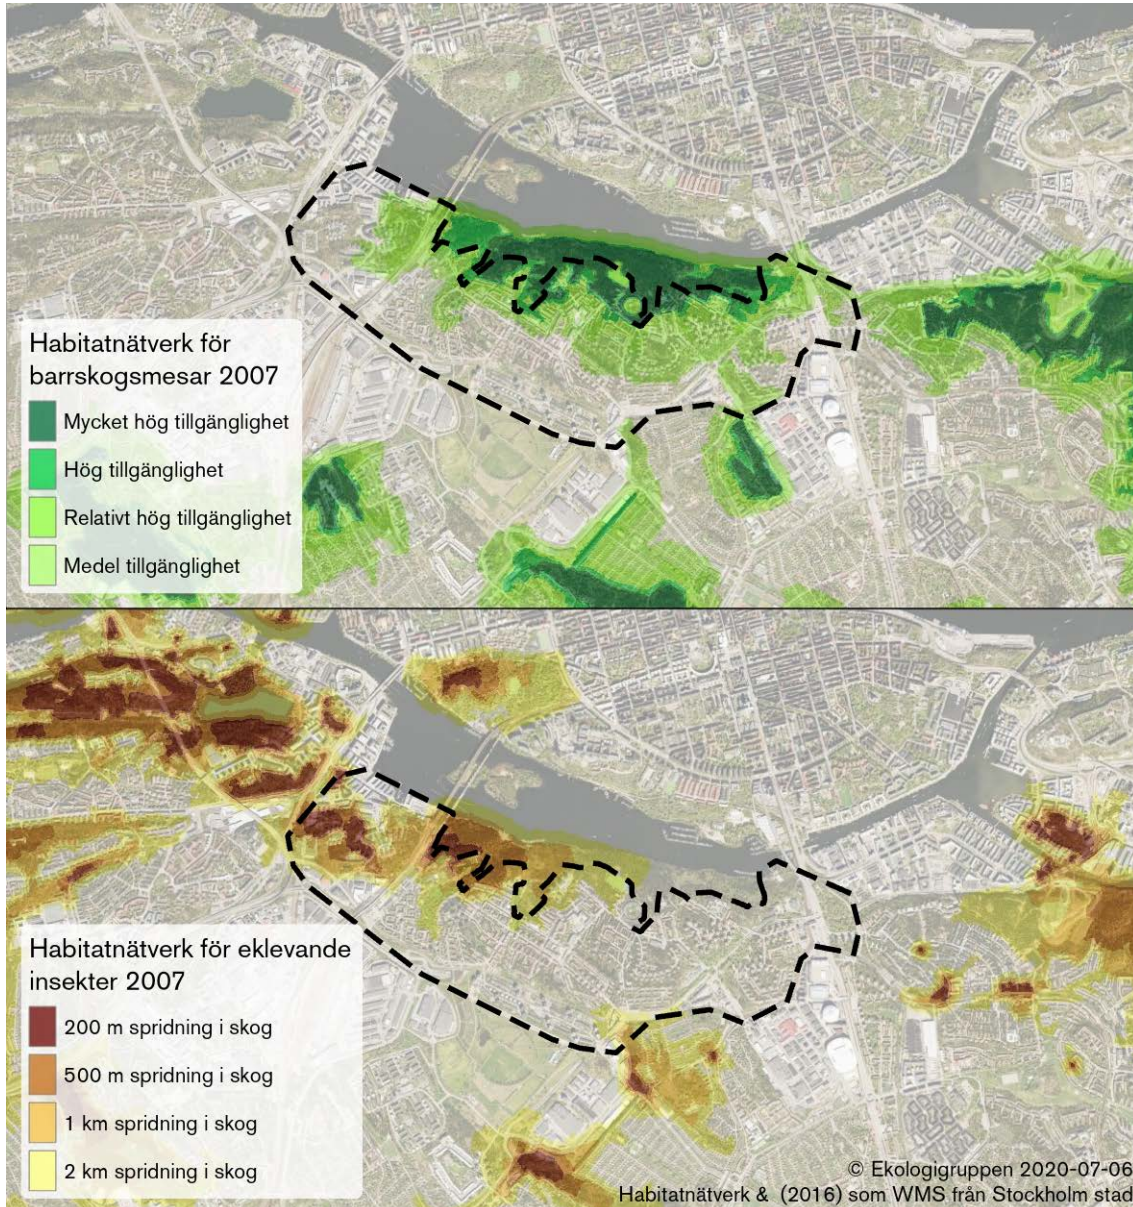 Habitatnätverk för
barrskogsmesar 2007
Mycket hög tillgänglighet
Hög tillgänglighet
Relativt hög tillgänglighet
Medel tillgänglighet
Habitatnätverk för eklevande
insekter 2007
200 m spridning i skog
500 m spridning i skog
1 km spridning i skog
2 km spridning i skog
© Ekologigruppen 2020-07-06
Habitatnätverk & (2016) som WMS från Stockholm stad